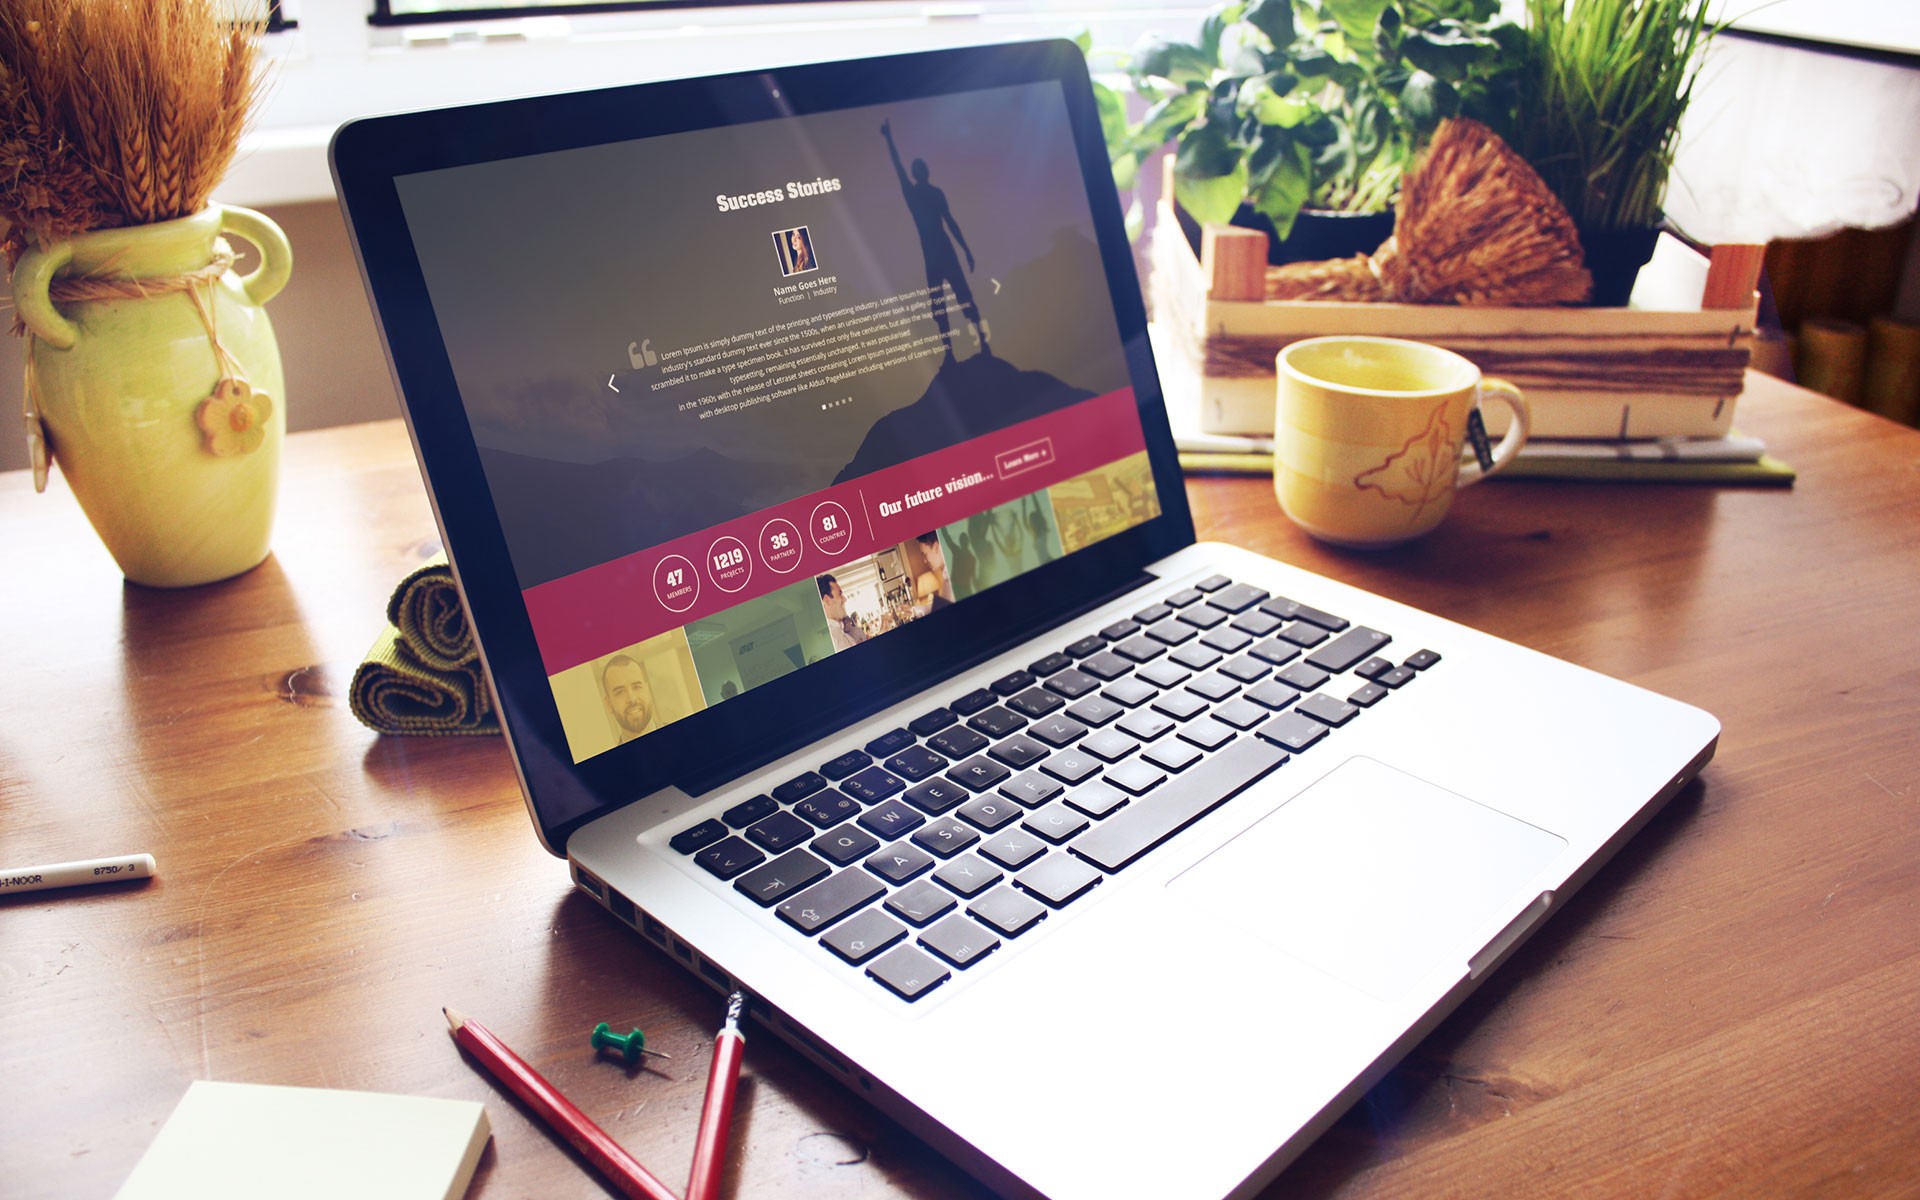 Success Stories
Name Goes Here
Function | Industry
Lorem Ipsum is simply dummy text of the printing and typesetting industry. Lorem Ipsum has been the
industry's standard dummy text ever since the 1500s, when an unknown printer took a galley of type and
scrambled it to make a type specimen book. It has survived not only five centuries, but also the leap into electronic
typesetting, remaining essentially unchanged. It was popularised
in the 1960s with the release of Letraset sheets containing Lorem Ipsum passages, and more recently
with desktop publishing software like Aldus PageMaker including versions of Lorem Ipsum.
47
MEMBERS
1219
PROJECTS
36
PARTNERS
81
COUNTRIES
Our future vision...
Learn More
esc
Q W E R T Z U
A S D F G
Y X C
fn
ctrl
-I-NOOR 8750/ 3